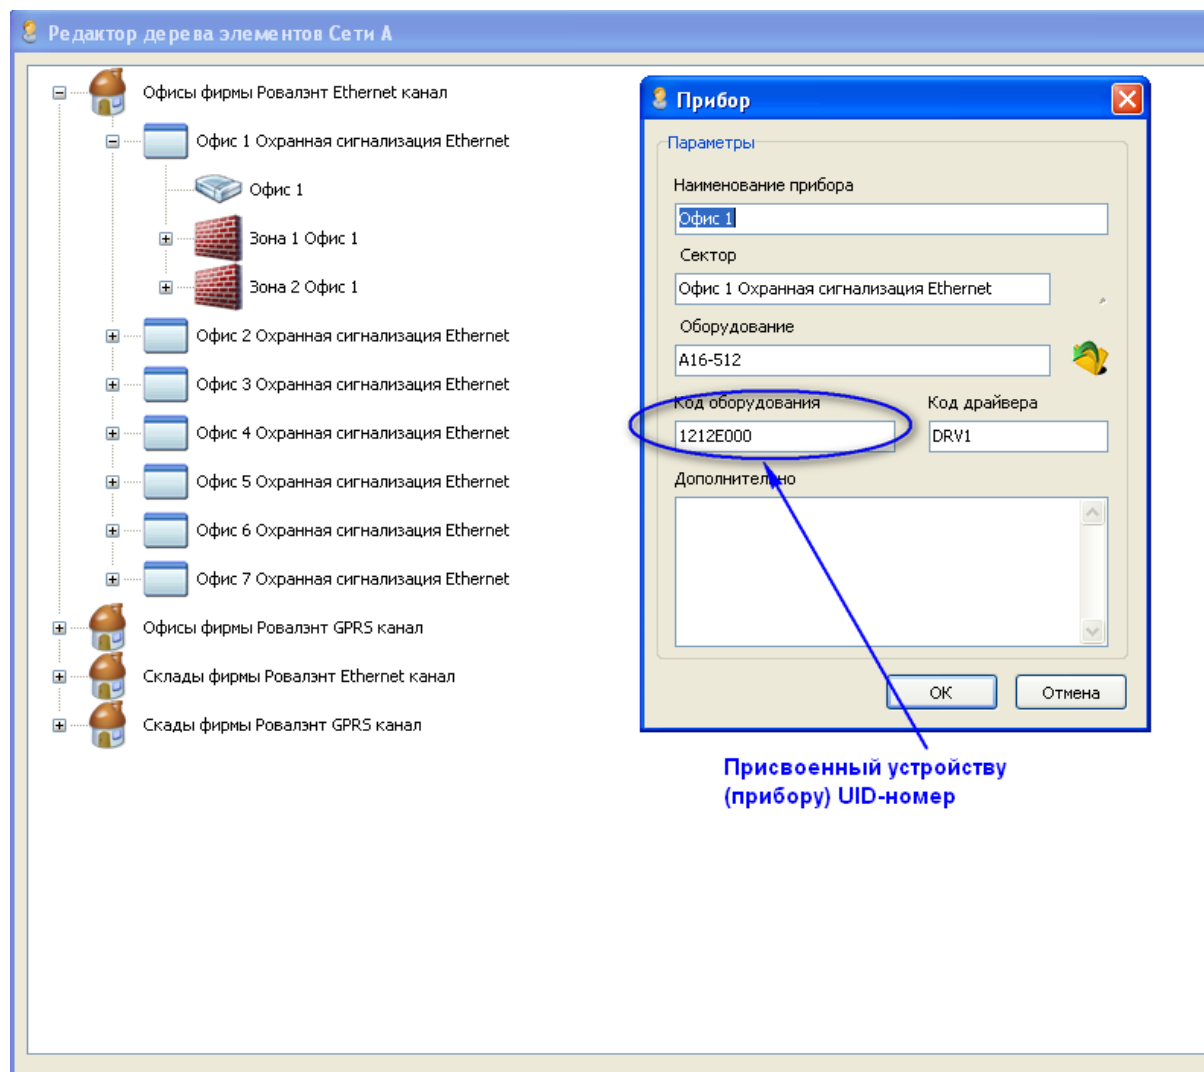 Редактор дерева элементов Сети А
Офисы фирмы Ровалэнт Ethernet канал
Офис 1 Охранная сигнализация Ethernet
Офис 1
Зона 1 Офис 1
Зона 2 Офис 1
Офис 2 Охранная сигнализация Ethernet
Офис 3 Охранная сигнализация Ethernet
Офис 4 Охранная сигнализация Ethernet
Офис 5 Охранная сигнализация Ethernet
Офис 6 Охранная сигнализация Ethernet
Офис 7 Охранная сигнализация Ethernet
Офисы фирмы Ровалэнт GPRS канал
Склады фирмы Ровалэнт Ethernet канал
Скады фирмы Ровалэнт GPRS канал
Прибор
Параметры
Наименование прибора
Офис 1
Сектор
Офис 1 Охранная сигнализация Ethernet
Оборудование
А16-512
Код оборудования
Код драйвера
1212E000
DRV1
Дополнительно
ОК
Отмена
Присвоенный устройству
(прибору) UID-номер